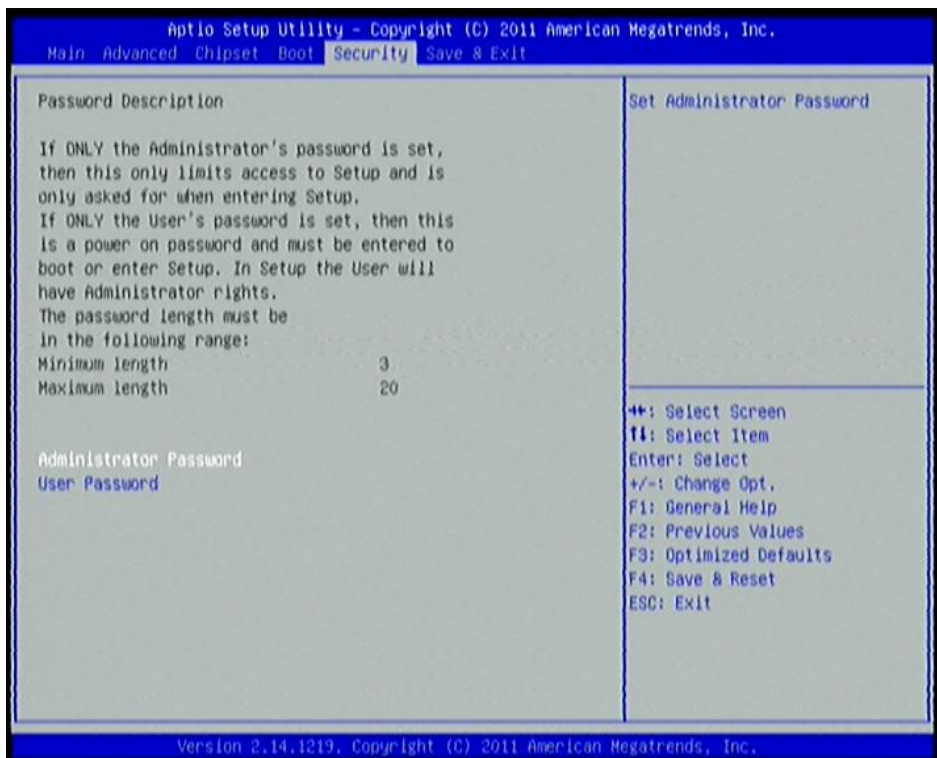 Aptio Setup Utility - Copyright (C) 2011 American Megatrends, Inc.
Main Advanced Chipset Boot Security Save & Exit
Password Description
If ONLY the Administrator's password is set,
then this only limits access to Setup and is
only asked for when entering Setup.
If ONLY the User's password is set, then this
is a power on password and must be entered to
boot or enter Setup. In Setup the User will
have Administrator rights.
The password length must be
in the following range:
Minimum length 3
Maximum length 20
Administrator Password
User Password
Set Administrator Password
→←: Select Screen
↑↓: Select Item
Enter: Select
+/-: Change Opt.
F1: General Help
F2: Previous Values
F3: Optimized Defaults
F4: Save & Reset
ESC: Exit
Version 2.14.1219. Copyright (C) 2011 American Megatrends, Inc.